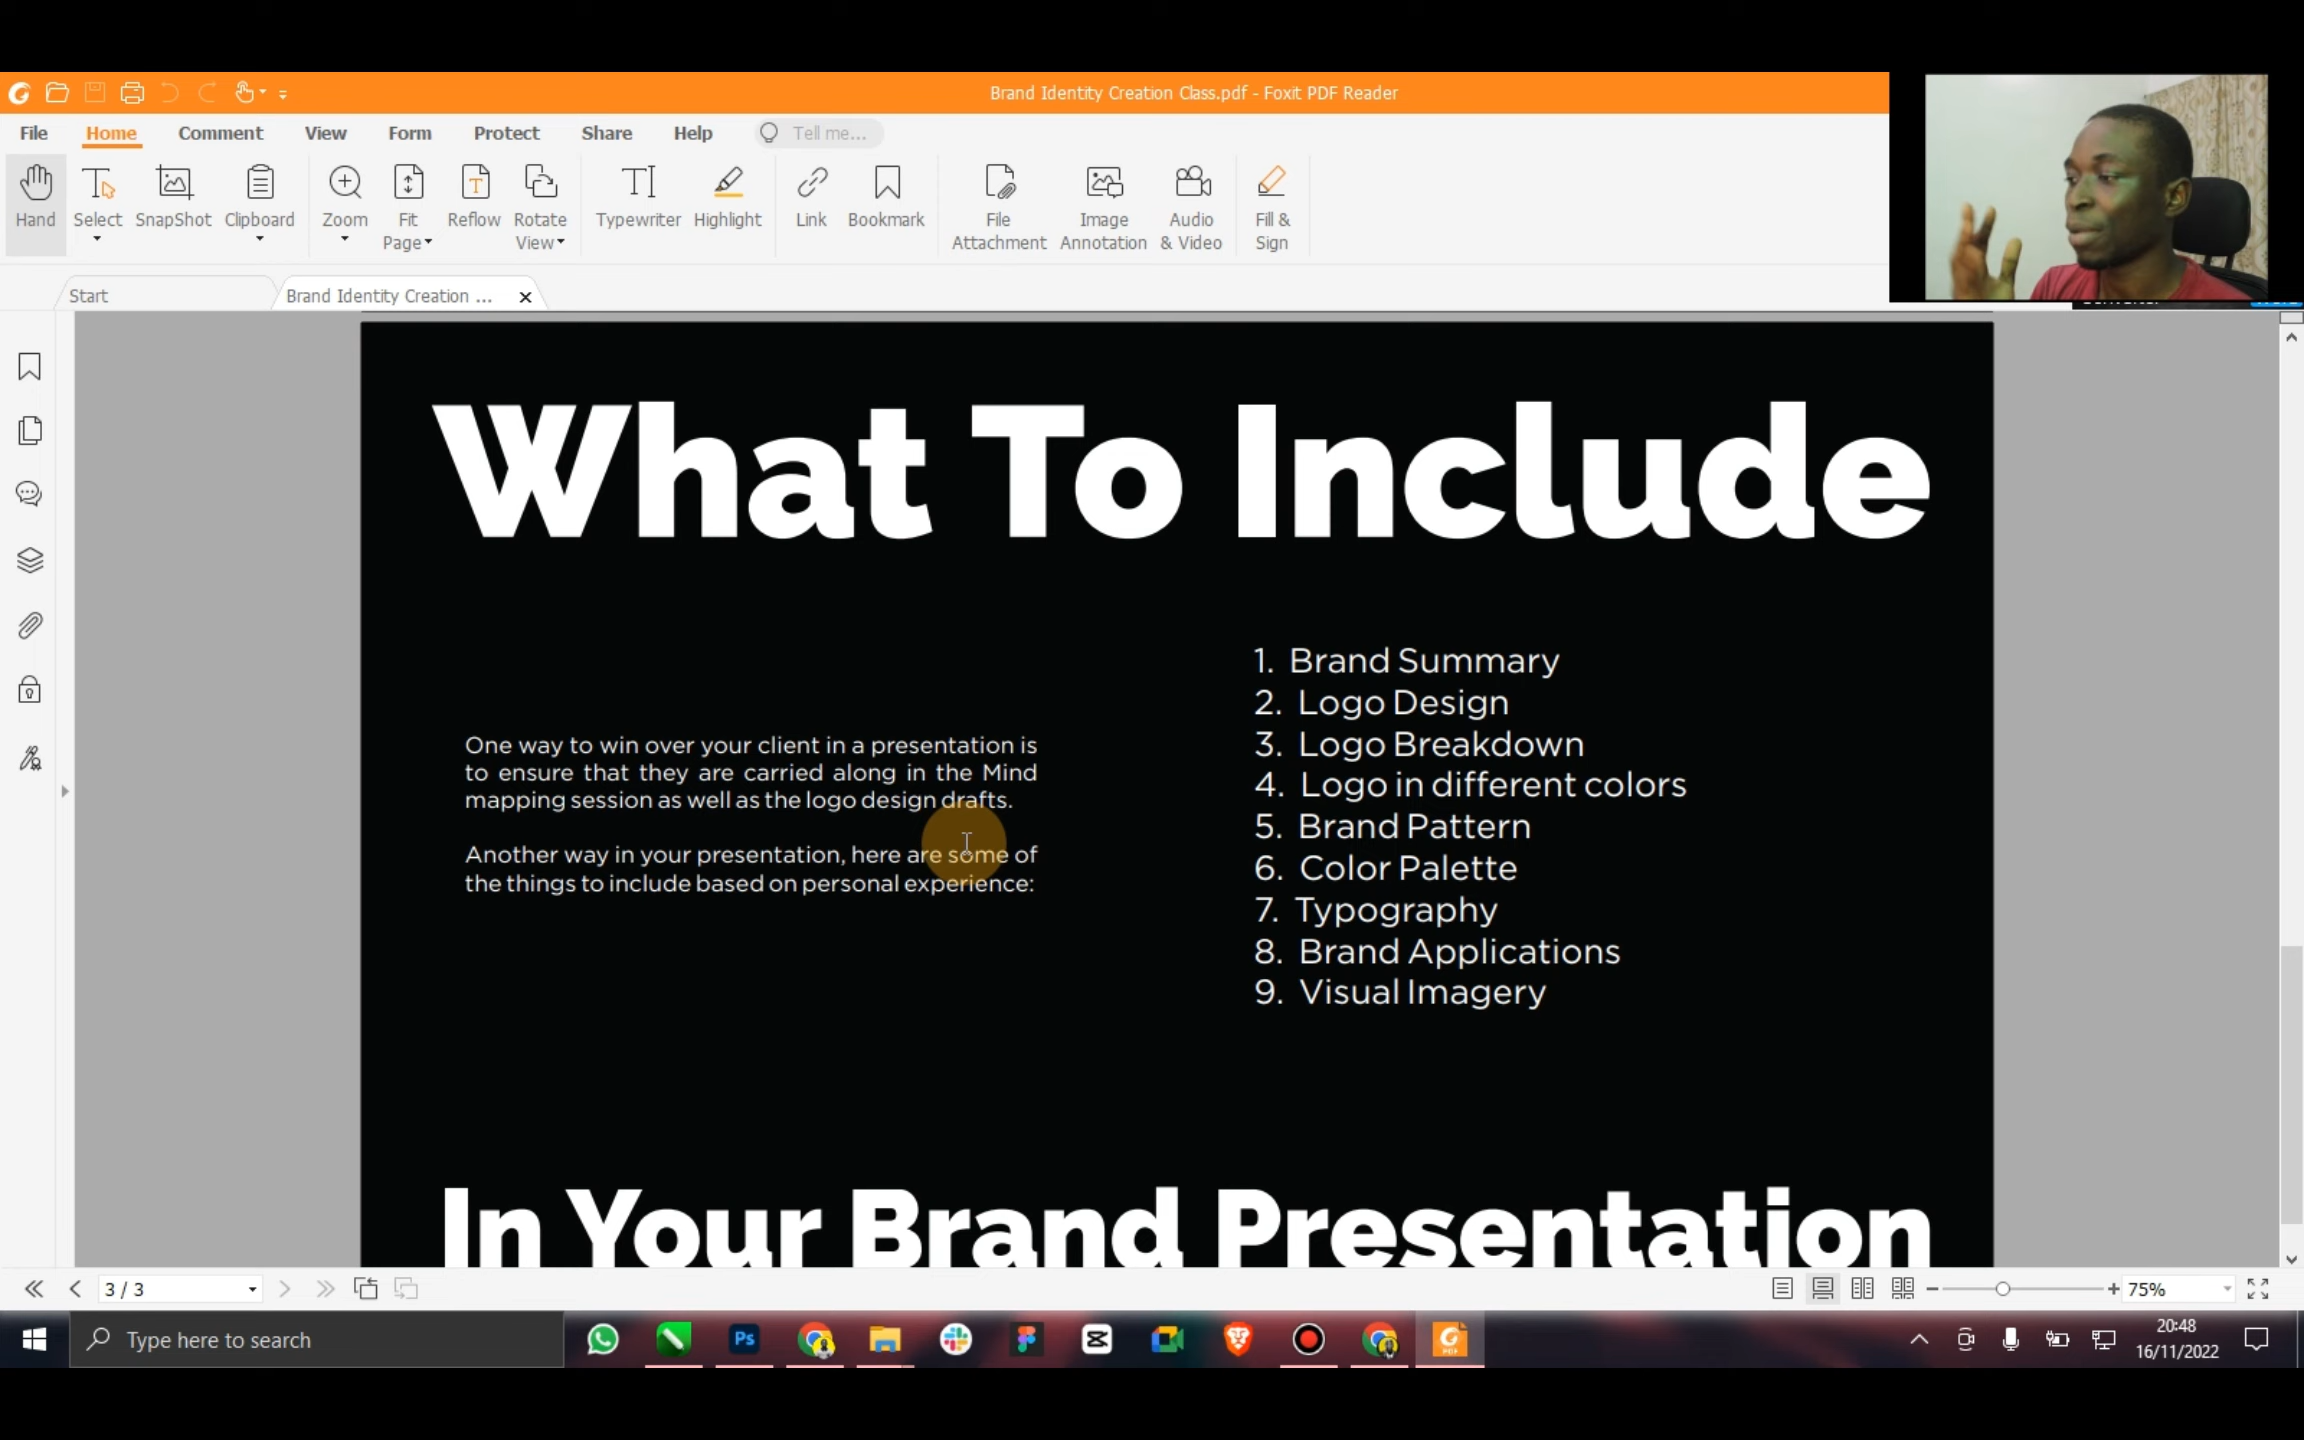 Brand Identity Creation Class.pdf - Foxit PDF Reader
File Home Comment View Form Protect Share Help Tell me...
Hand Select SnapShot Clipboard Zoom Fit Page Reflow Rotate View Typewriter Highlight Link Bookmark File Attachment Image Annotation Audio & Video Fill & Sign
Start Brand Identity Creation ...
What To Include
One way to win over your client in a presentation is
to ensure that they are carried along in the Mind
mapping session as well as the logo design drafts.
Another way in your presentation, here are some of
the things to include based on personal experience:
1. Brand Summary
2. Logo Design
3. Logo Breakdown
4. Logo in different colors
5. Brand Pattern
6. Color Palette
7. Typography
8. Brand Applications
9. Visual Imagery
In Your Brand Presentation
3 / 3 75%
Type here to search
Ps
PDF
20:48
16/11/2022